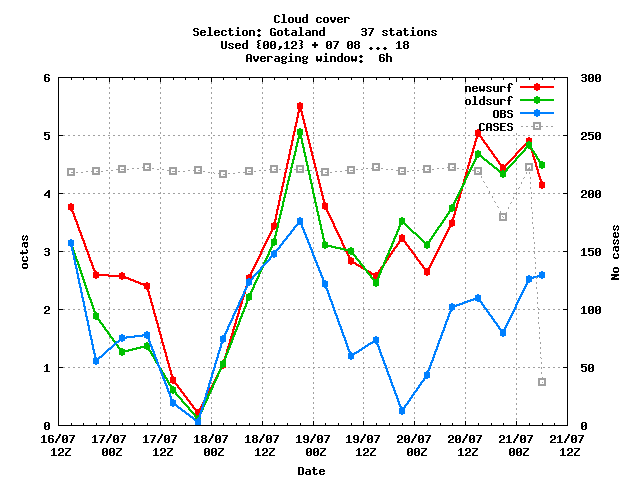 Cloud cover
Selection: Gotaland     37 stations
Used {00,12} + 07 08 ... 18
Averaging window:  6h
6 300
newsurf
oldsurf
OBS
CASES
5 250
4 200
octas
No cases
3 150
2 100
1 50
0 0
16/07 17/07 17/07 18/07 18/07 19/07 19/07 20/07 20/07 21/07 21/07
12Z 00Z 12Z 00Z 12Z 00Z 12Z 00Z 12Z 00Z 12Z
Date